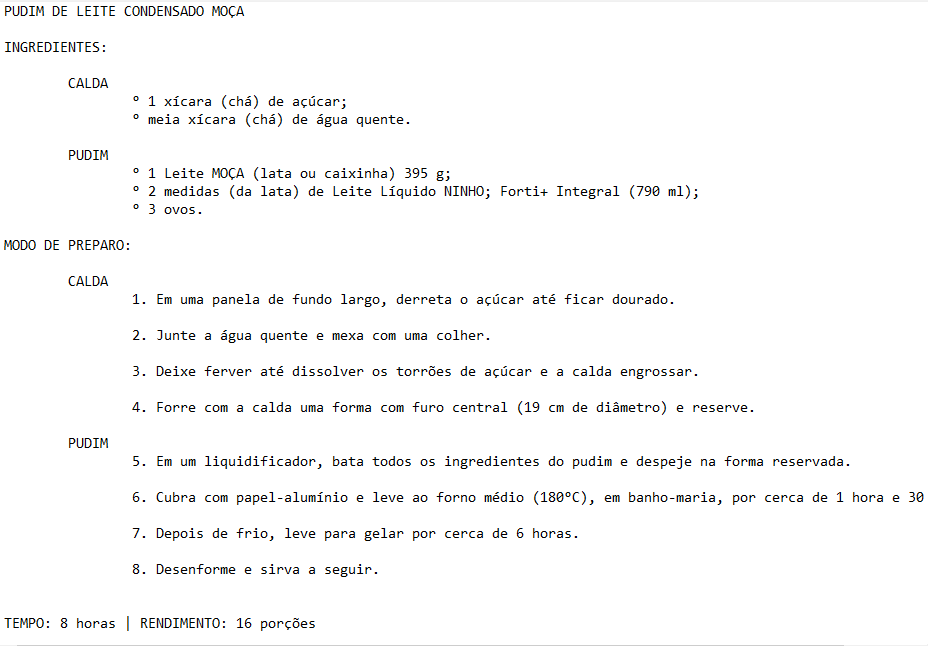 PUDIM DE LEITE CONDENSADO MOÇA
INGREDIENTES:
CALDA
º 1 xícara (chá) de açúcar;
º meia xícara (chá) de água quente.
PUDIM
º 1 Leite MOÇA (lata ou caixinha) 395 g;
º 2 medidas (da lata) de Leite Líquido NINHO; Forti+ Integral (790 ml);
º 3 ovos.
MODO DE PREPARO:
CALDA
1. Em uma panela de fundo largo, derreta o açúcar até ficar dourado.
2. Junte a água quente e mexa com uma colher.
3. Deixe ferver até dissolver os torrões de açúcar e a calda engrossar.
4. Forre com a calda uma forma com furo central (19 cm de diâmetro) e reserve.
PUDIM
5. Em um liquidificador, bata todos os ingredientes do pudim e despeje na forma reservada.
6. Cubra com papel-alumínio e leve ao forno médio (180ºC), em banho-maria, por cerca de 1 hora e 30
7. Depois de frio, leve para gelar por cerca de 6 horas.
8. Desenforme e sirva a seguir.
TEMPO: 8 horas | RENDIMENTO: 16 porções